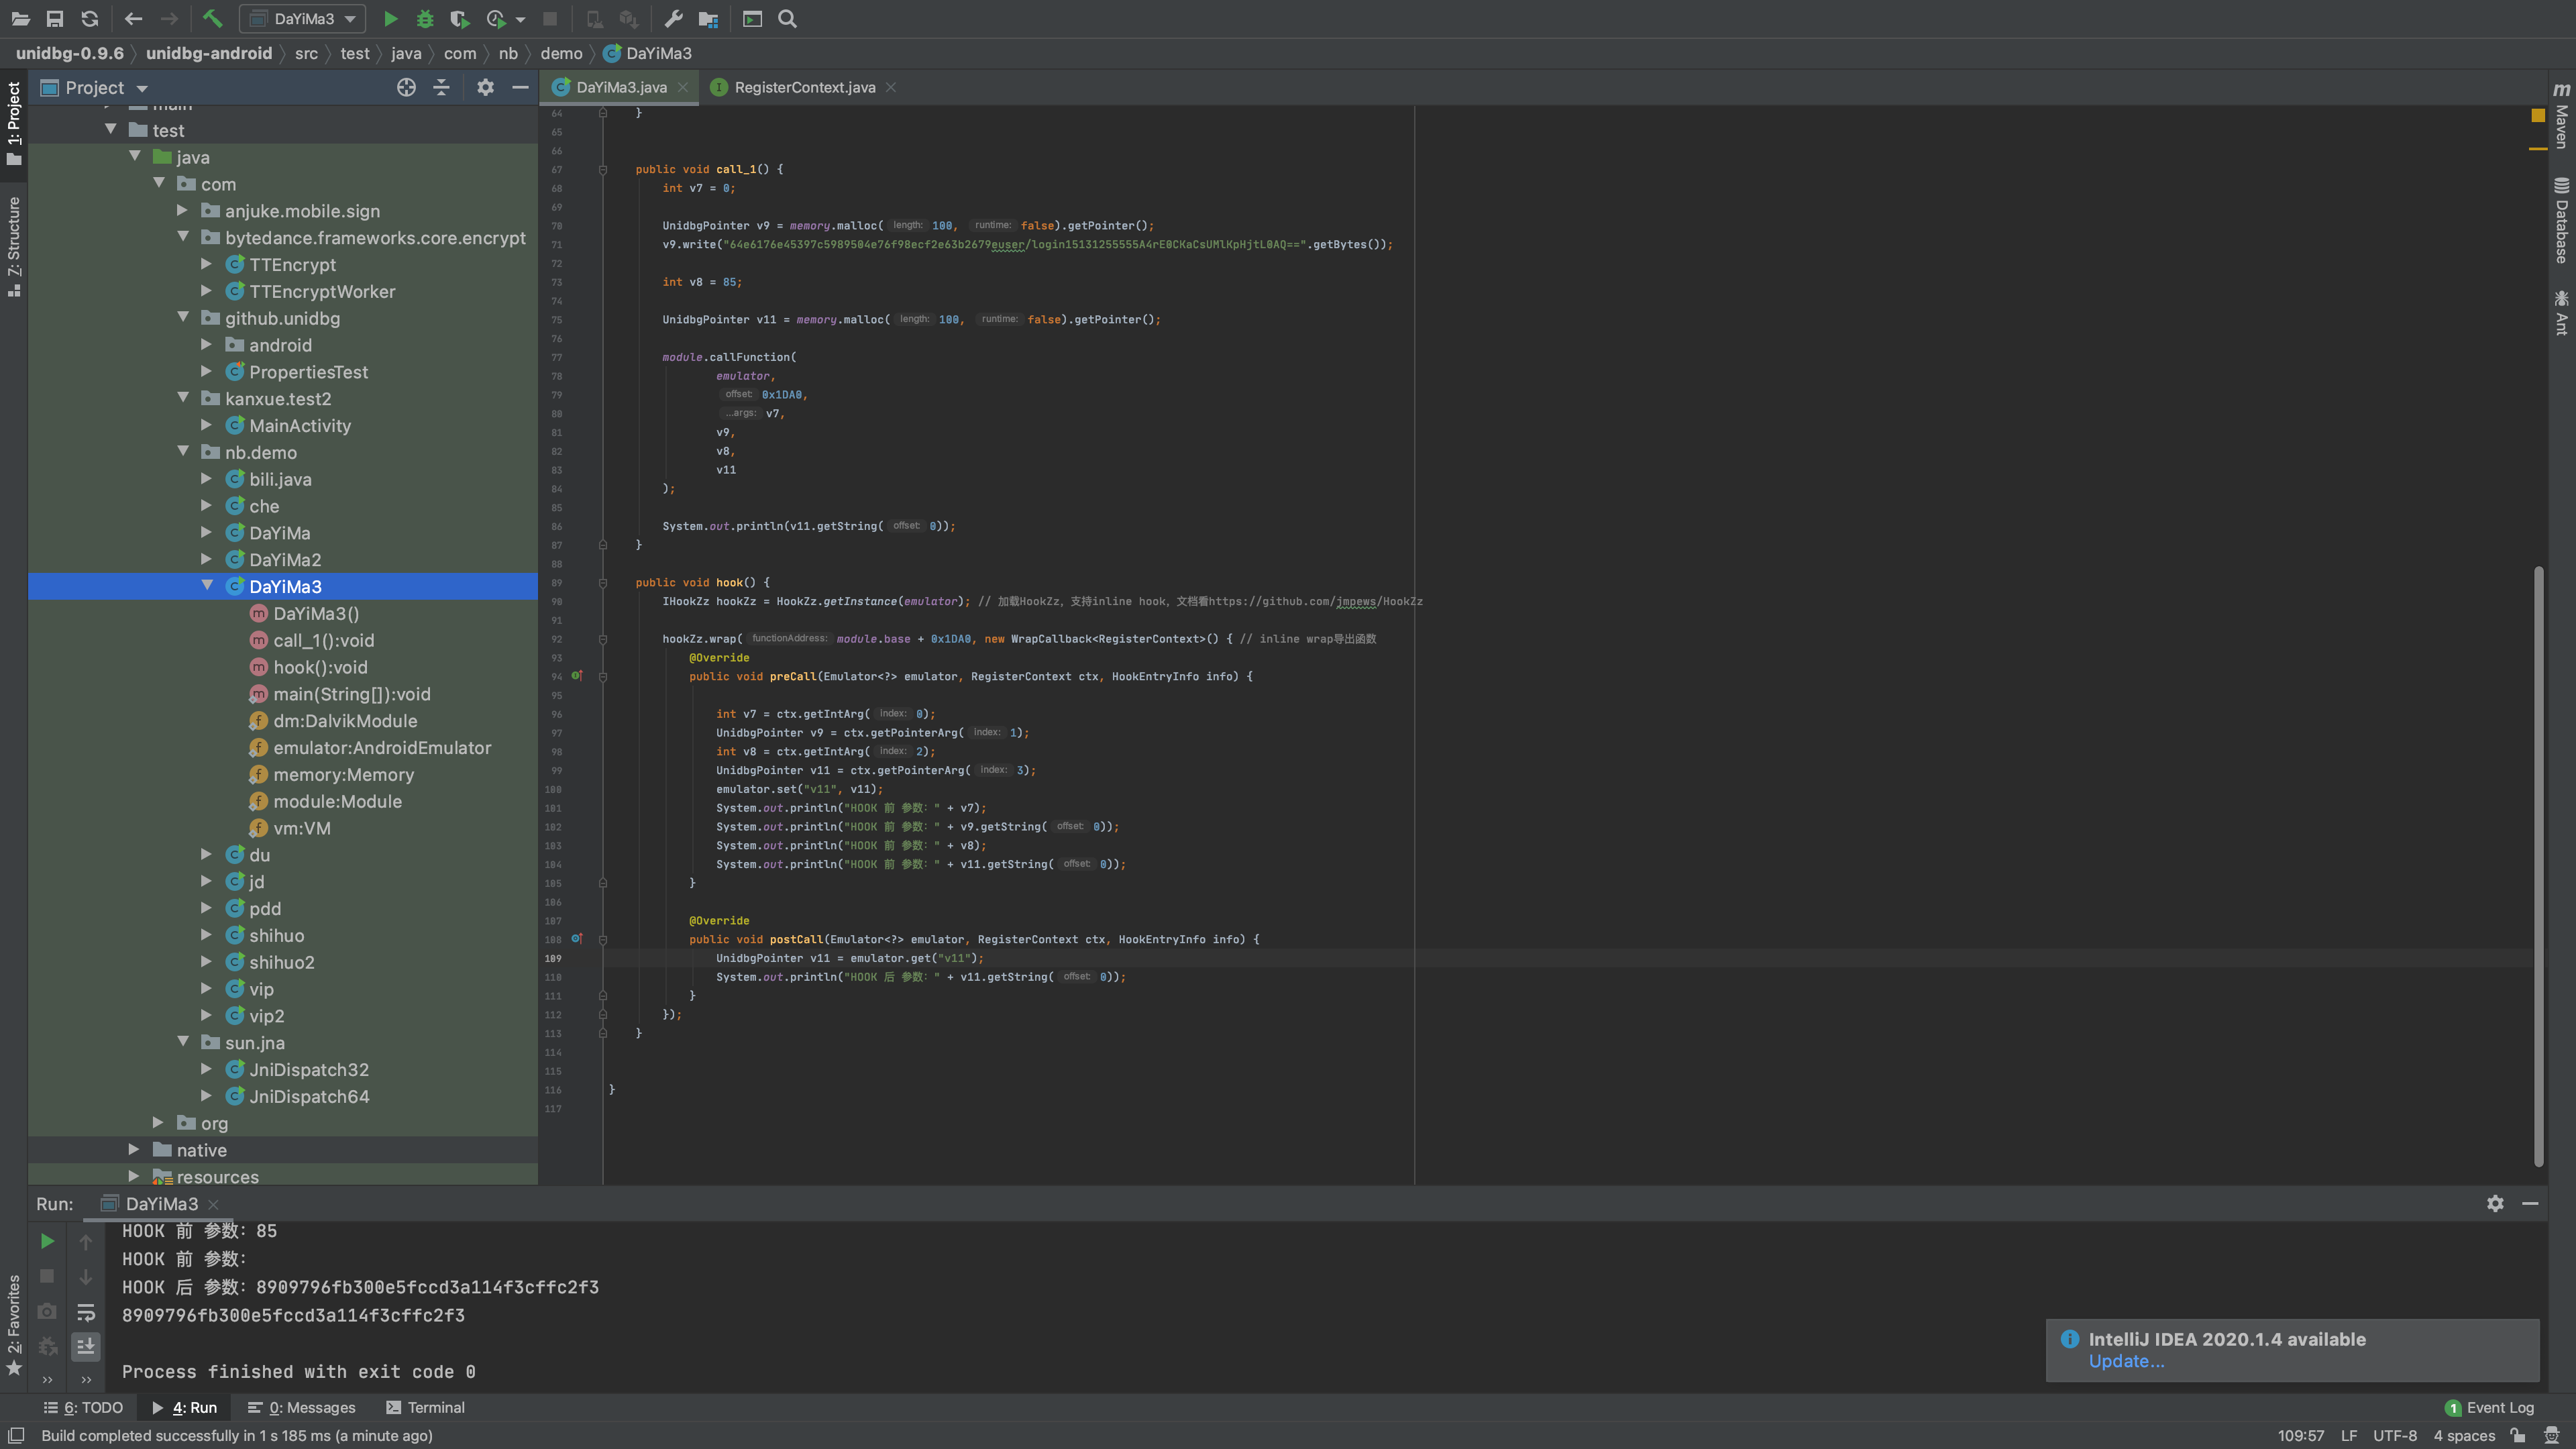 DaYiMa3
unidbg-0.9.6 unidbg-android src test java com nb demo DaYiMa3
1: Project
Z: Structure
2: Favorites
Project
main
test
java
com
anjuke.mobile.sign
bytedance.frameworks.core.encrypt
TTEncrypt
TTEncryptWorker
github.unidbg
android
PropertiesTest
kanxue.test2
MainActivity
nb.demo
bili.java
che
DaYiMa
DaYiMa2
DaYiMa3
DaYiMa3()
call_1():void
hook():void
main(String[]):void
dm:DalvikModule
emulator:AndroidEmulator
memory:Memory
module:Module
vm:VM
du
jd
pdd
shihuo
shihuo2
vip
vip2
sun.jna
JniDispatch32
JniDispatch64
org
native
resources
DaYiMa3.java RegisterContext.java
64 }
65
66
67 public void call_1() {
68 int v7 = 0;
69
70 UnidbgPointer v9 = memory.malloc( length: 100, runtime: false).getPointer();
71 v9.write("64e6176e45397c5989504e76f98ecf2e63b2679euser/login15131255555A4rE0CKaCsUMlKpHjtL0AQ==".getBytes());
72
73 int v8 = 85;
74
75 UnidbgPointer v11 = memory.malloc( length: 100, runtime: false).getPointer();
76
77 module.callFunction(
78 emulator,
79 offset: 0x1DA0,
80 ...args: v7,
81 v9,
82 v8,
83 v11
84 );
85
86 System.out.println(v11.getString( offset: 0));
87 }
88
89 public void hook() {
90 IHookZz hookZz = HookZz.getInstance(emulator); // 加载HookZz，支持inline hook，文档看https://github.com/jmpews/HookZz
91
92 hookZz.wrap( functionAddress: module.base + 0x1DA0, new WrapCallback<RegisterContext>() { // inline wrap导出函数
93 @Override
94 public void preCall(Emulator<?> emulator, RegisterContext ctx, HookEntryInfo info) {
95
96 int v7 = ctx.getIntArg( index: 0);
97 UnidbgPointer v9 = ctx.getPointerArg( index: 1);
98 int v8 = ctx.getIntArg( index: 2);
99 UnidbgPointer v11 = ctx.getPointerArg( index: 3);
100 emulator.set("v11", v11);
101 System.out.println("HOOK 前 参数：" + v7);
102 System.out.println("HOOK 前 参数：" + v9.getString( offset: 0));
103 System.out.println("HOOK 前 参数：" + v8);
104 System.out.println("HOOK 前 参数：" + v11.getString( offset: 0));
105 }
106
107 @Override
108 public void postCall(Emulator<?> emulator, RegisterContext ctx, HookEntryInfo info) {
109 UnidbgPointer v11 = emulator.get("v11");
110 System.out.println("HOOK 后 参数：" + v11.getString( offset: 0));
111 }
112 });
113 }
114
115
116 }
117
Maven
Database
Ant
Run: DaYiMa3
HOOK 前 参数：85
HOOK 前 参数：
HOOK 后 参数：8909796fb300e5fccd3a114f3cffc2f3
8909796fb300e5fccd3a114f3cffc2f3
Process finished with exit code 0
IntelliJ IDEA 2020.1.4 available
Update...
6: TODO 4: Run 0: Messages Terminal 1 Event Log
Build completed successfully in 1 s 185 ms (a minute ago) 109:57 LF UTF-8 4 spaces